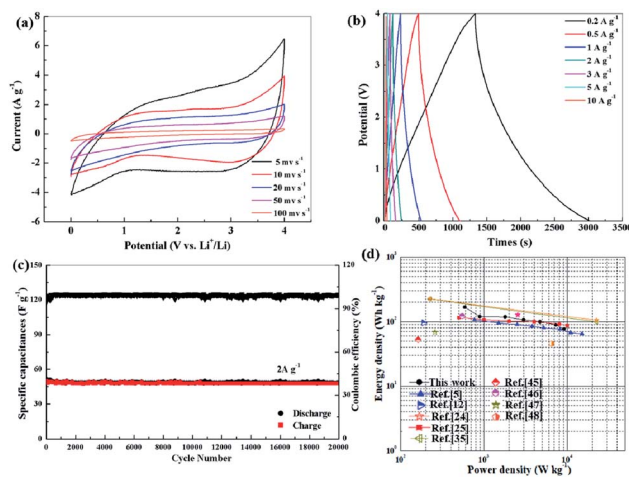 (a)
Current (A g⁻¹)
8
6
4
2
0
-2
-4
-6
5 mv s⁻¹
10 mv s⁻¹
20 mv s⁻¹
50 mv s⁻¹
100 mv s⁻¹
0 1 2 3 4
Potential (V vs. Li⁺/Li)
(b)
Potential (V)
4
3
2
1
0
0.2 A g⁻¹
0.5 A g⁻¹
1 A g⁻¹
2 A g⁻¹
3 A g⁻¹
5 A g⁻¹
10 A g⁻¹
0 500 1000 1500 2000 2500 3000 3500
Times (s)
(c)
Specific capacitances (F g⁻¹)
150
120
90
60
30
0
2A g⁻¹
Discharge
Charge
120
90
60
30
0
Coulombic efficiency (%)
0 2000 4000 6000 8000 10000 12000 14000 16000 18000 20000
Cycle Number
(d)
Energy density (Wh kg⁻¹)
10³
10²
10¹
10⁰
This work
Ref.[5]
Ref.[12]
Ref.[24]
Ref.[25]
Ref.[35]
Ref.[45]
Ref.[46]
Ref.[47]
Ref.[48]
10³ 10⁴
Power density (W kg⁻¹)